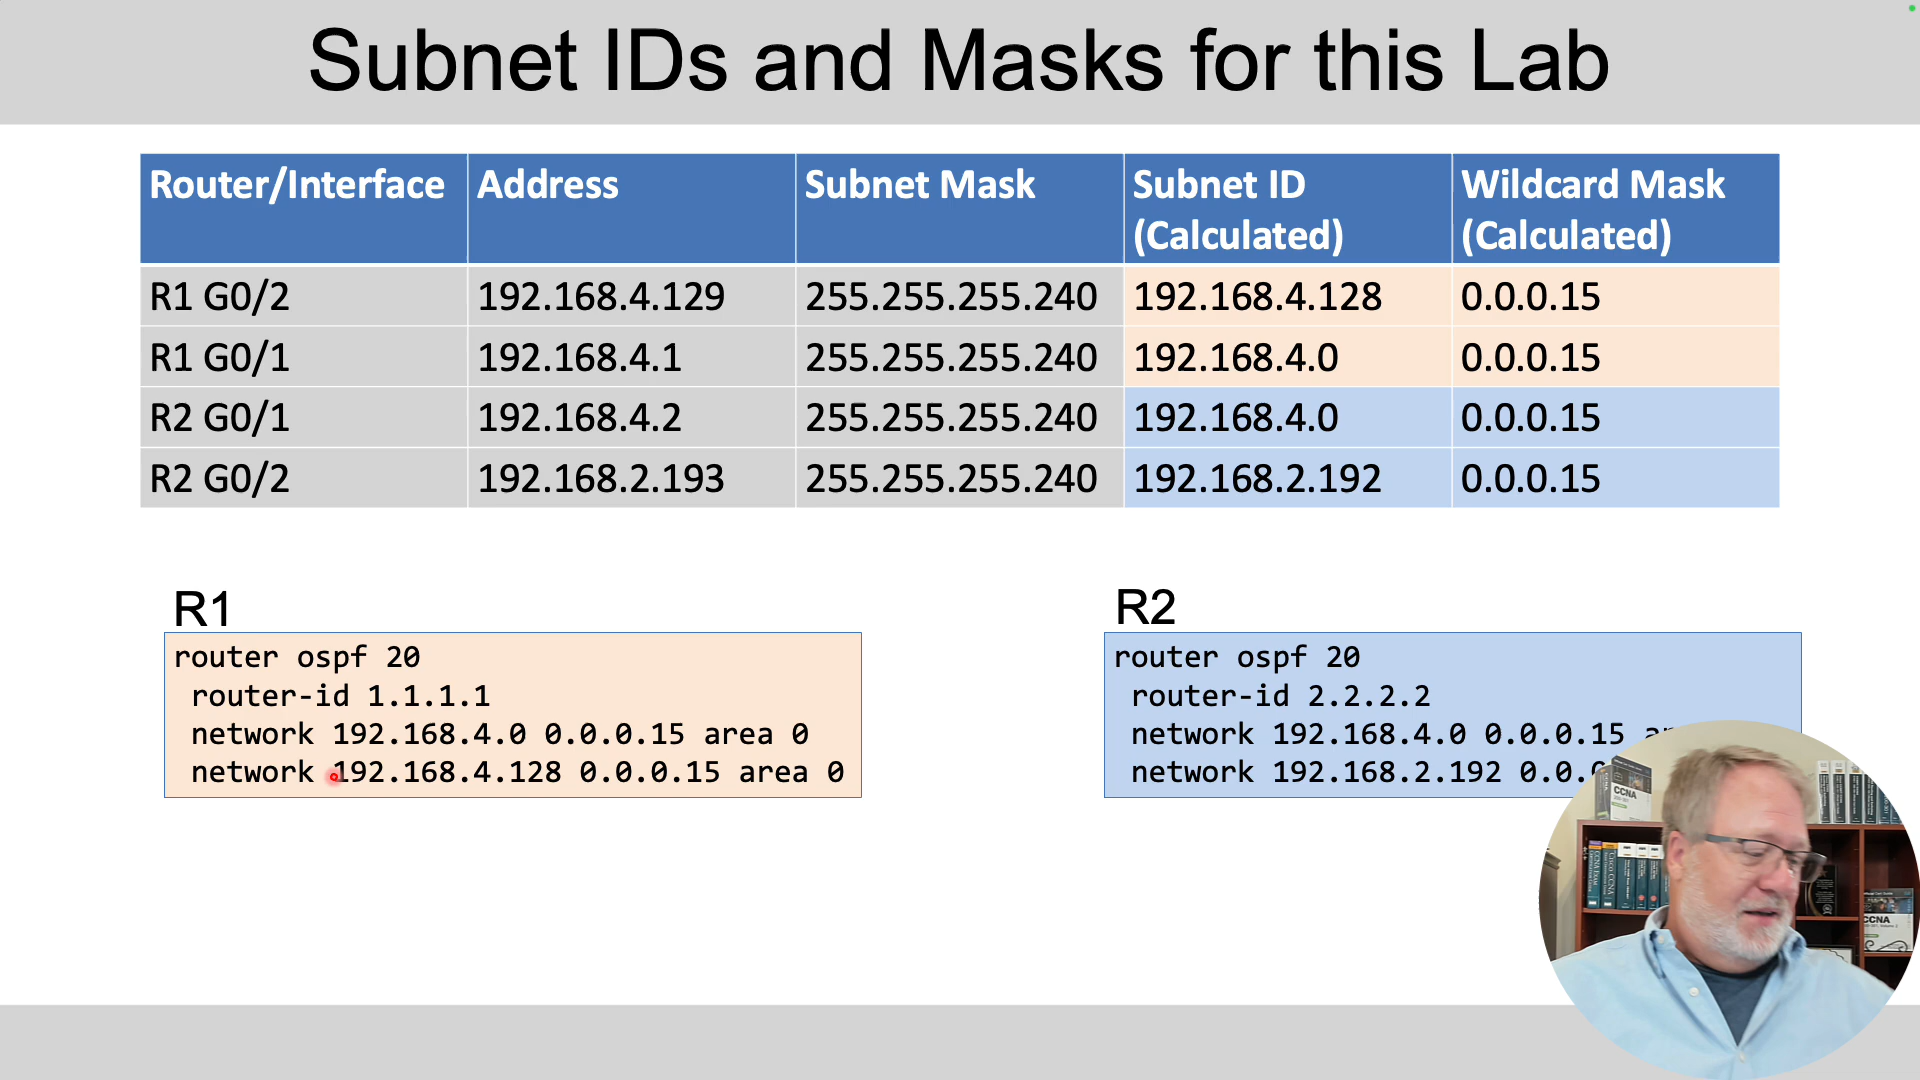 Subnet IDs and Masks for this Lab
Router/Interface Address Subnet Mask Subnet ID (Calculated) Wildcard Mask (Calculated)
R1 G0/2 192.168.4.129 255.255.255.240 192.168.4.128 0.0.0.15
R1 G0/1 192.168.4.1 255.255.255.240 192.168.4.0 0.0.0.15
R2 G0/1 192.168.4.2 255.255.255.240 192.168.4.0 0.0.0.15
R2 G0/2 192.168.2.193 255.255.255.240 192.168.2.192 0.0.0.15
R1
router ospf 20
router-id 1.1.1.1
network 192.168.4.0 0.0.0.15 area 0
network 192.168.4.128 0.0.0.15 area 0
R2
router ospf 20
router-id 2.2.2.2
network 192.168.4.0 0.0.0.15
network 192.168.2.192 0.0.
CCNA
CCNA